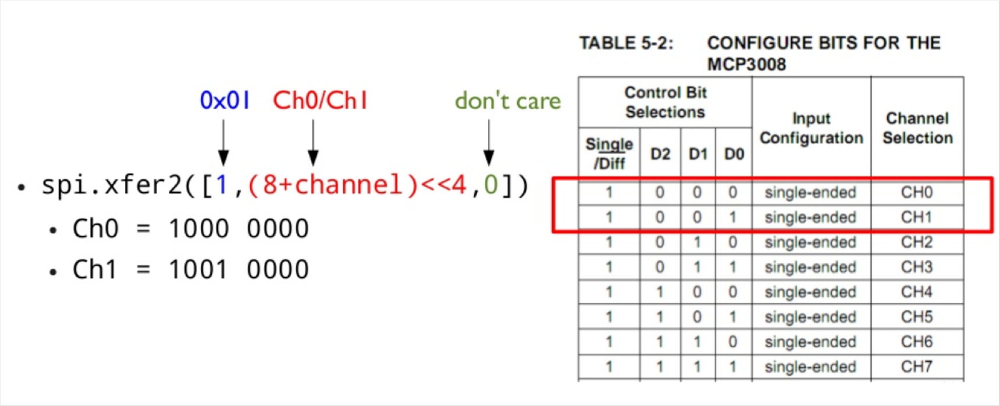 0x01 Ch0/Ch1 don't care
• spi.xfer2([1,(8+channel)<<4,0])
• Ch0 = 1000 0000
• Ch1 = 1001 0000
TABLE 5-2: CONFIGURE BITS FOR THE
MCP3008
Control Bit
Selections
Input
Configuration
Channel
Selection
Single
/Diff
D2 D1 D0
1 0 0 0 single-ended CH0
1 0 0 1 single-ended CH1
1 0 1 0 single-ended CH2
1 0 1 1 single-ended CH3
1 1 0 0 single-ended CH4
1 1 0 1 single-ended CH5
1 1 1 0 single-ended CH6
1 1 1 1 single-ended CH7